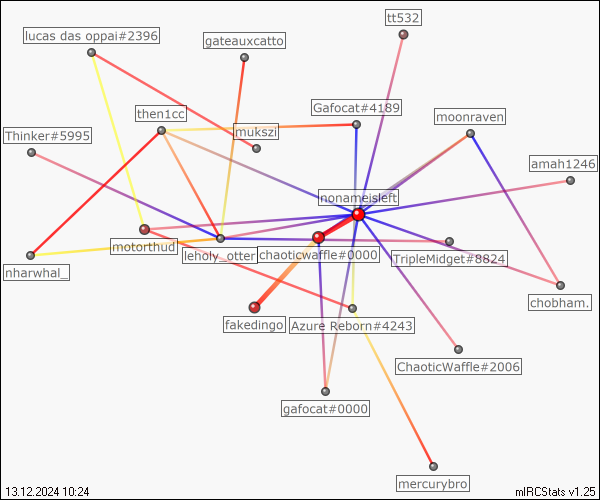 tt532
lucas das oppai#2396
gateauxcatto
Gafocat#4189
then1cc
moonraven
mukszi
Thinker#5995
amah1246
nonameisleft
motorthud
leholy_otter
chaoticwaffle#0000
TripleMidget#8824
nharwhal_
chobham.
fakedingo
Azure Reborn#4243
ChaoticWaffle#2006
gafocat#0000
mercurybro
13.12.2024 10:24
mIRCStats v1.25